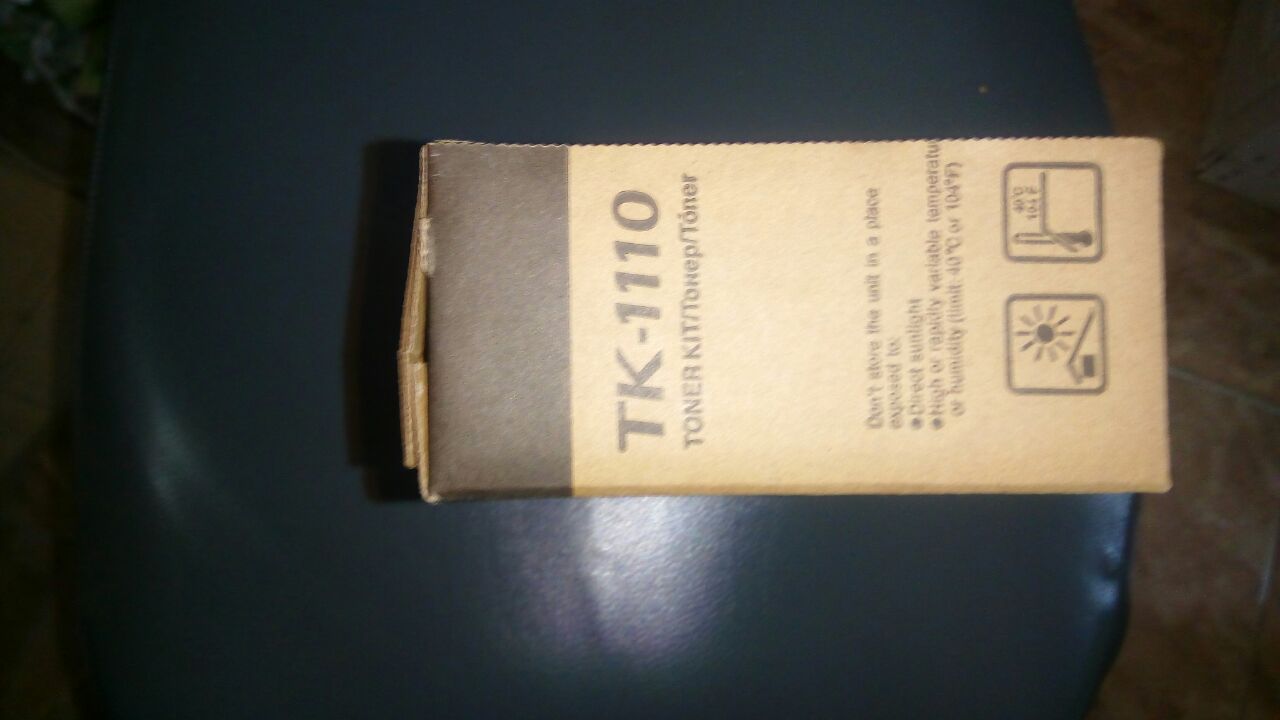 TK-1110
TONER KIT/Тонер/Tóner
Don't store the unit in a place
exposed to:
●Direct sunlight
●High or rapidly variable temperatu
or humidity (limit: 40°C or 104°F)
40°C
104°F